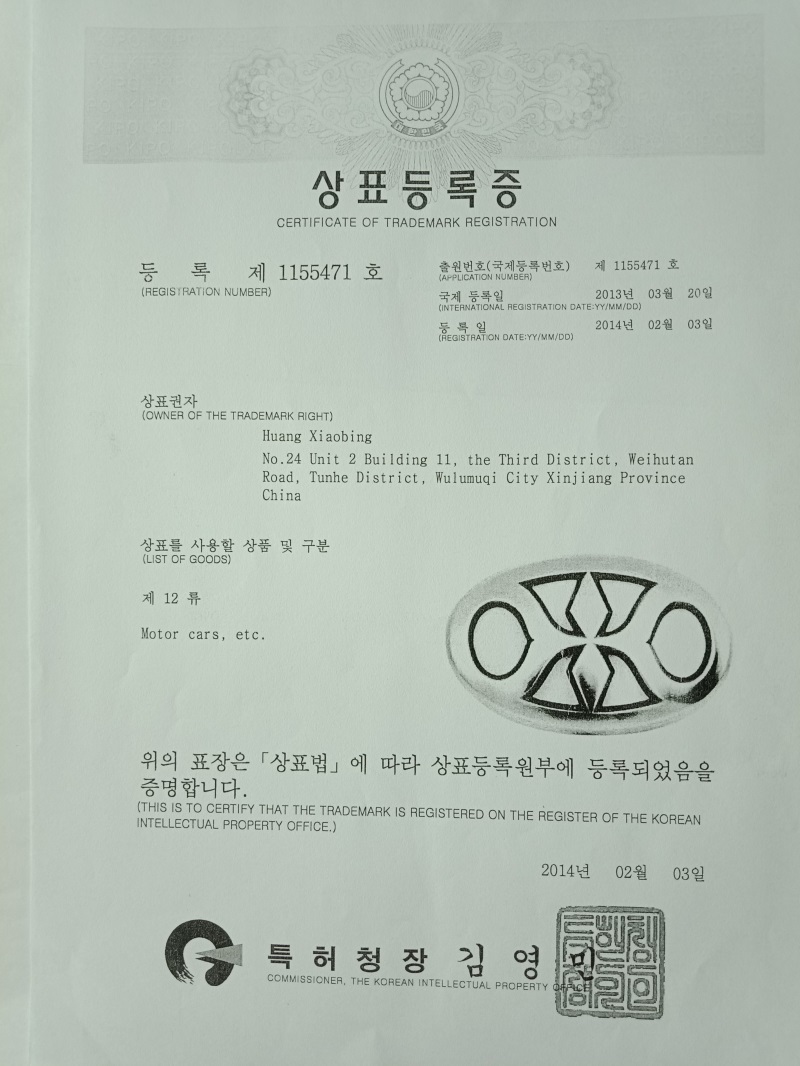 상표등록증
CERTIFICATE OF TRADEMARK REGISTRATION
등 록 제 1155471 호
(REGISTRATION NUMBER)
출원번호(국제등록번호) 제 1155471 호
(APPLICATION NUMBER)
국제 등록일 2013년 03월 20일
(INTERNATIONAL REGISTRATION DATE:YY/MM/DD)
등 록 일 2014년 02월 03일
(REGISTRATION DATE:YY/MM/DD)
상표권자
(OWNER OF THE TRADEMARK RIGHT)
Huang Xiaobing
No.24 Unit 2 Building 11, the Third District, Weihutan
Road, Tunhe District, Wulumuqi City Xinjiang Province
China
상표를 사용할 상품 및 구분
(LIST OF GOODS)
제 12 류
Motor cars, etc.
위의 표장은 「상표법」에 따라 상표등록원부에 등록되었음을
증명합니다.
(THIS IS TO CERTIFY THAT THE TRADEMARK IS REGISTERED ON THE REGISTER OF THE KOREAN
INTELLECTUAL PROPERTY OFFICE.)
2014년 02월 03일
특허청장 김영민
COMMISSIONER, THE KOREAN INTELLECTUAL PROPERTY OFFICE